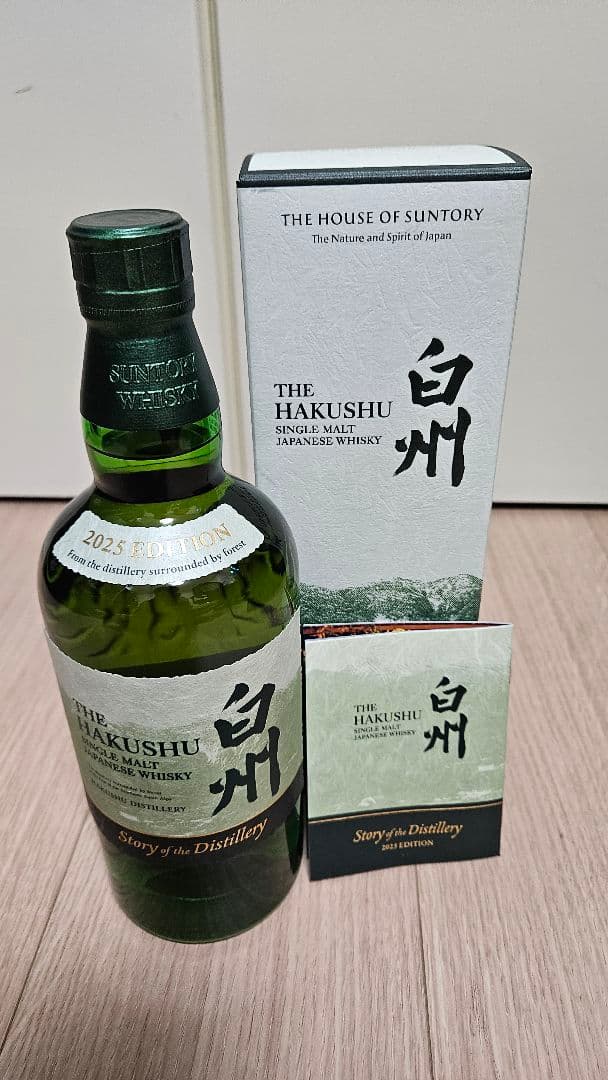 THE HOUSE OF SUNTORY
The Nature and Spirit of Japan
THE
HAKUSHU
SINGLE MALT
JAPANESE WHISKY
白州
SUNTORY
WHISKY
2025 EDITION
From the distillery surrounded by forest
THE
HAKUSHU
SINGLE MALT
JAPANESE WHISKY
HAKUSHU DISTILLERY
白州
Story of the Distillery
THE
HAKUSHU
SINGLE MALT
JAPANESE WHISKY
白州
Story of the Distillery
2025 EDITION